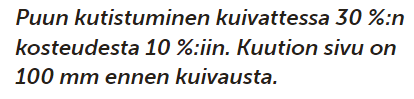 Puun kutistuminen kuivattessa 30 %:n
kosteudesta 10 %:iin. Kuution sivu on
100 mm ennen kuivausta.